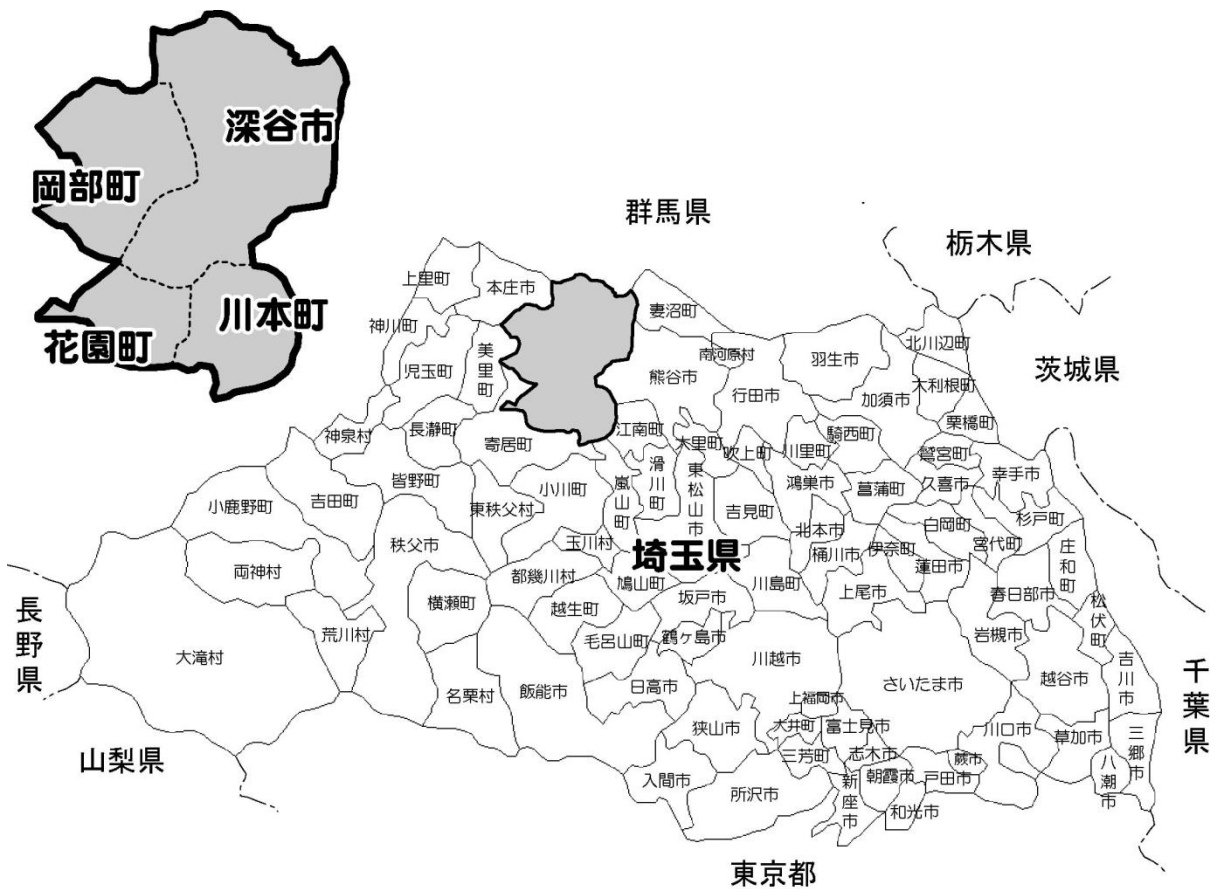 深谷市
岡部町
川本町
花園町
群馬県
栃木県
上里町
本庄市
妻沼町
神川町
北川辺町
南河原村
羽生市
茨城県
児玉町
美里町
熊谷市
行田市
加須市
大利根町
栗橋町
神泉村
長瀞町
寄居町
江南町
大里町
吹上町
川里町
騎西町
鷲宮町
幸手市
皆野町
小川町
嵐山町
滑川町
東松山市
鴻巣市
菖蒲町
久喜市
小鹿野町
吉田町
東秩父村
吉見町
北本市
白岡町
杉戸町
秩父市
玉川村
埼玉県
桶川市
伊奈町
宮代町
庄和町
両神村
都幾川村
鳩山町
川島町
蓮田市
横瀬町
越生町
坂戸市
上尾市
春日部市
松伏町
長野県
荒川村
毛呂山町
鶴ヶ島市
岩槻市
大滝村
川越市
吉川市
千葉県
名栗村
飯能市
日高市
さいたま市
越谷市
上福岡市
狭山市
大井町
富士見市
川口市
草加市
三郷市
山梨県
三芳町
志木市
蕨市
八潮市
入間市
所沢市
新座市
朝霞市
戸田市
和光市
東京都